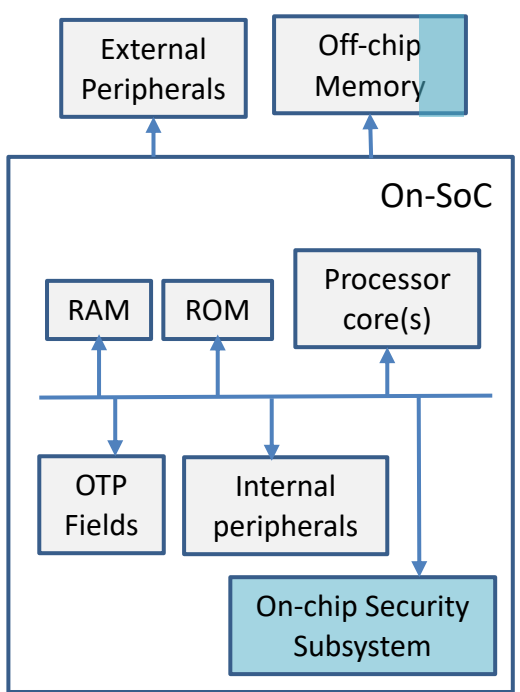 External
Peripherals
Off-chip
Memory
On-SoC
RAM
ROM
Processor
core(s)
OTP
Fields
Internal
peripherals
On-chip Security
Subsystem